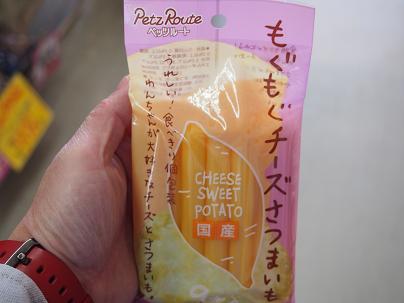 Petz Route
ペッツルート
もぐもぐチーズさつまいも
うれしい!食べきり個包装
わんちゃんが大好きなチーズとさつまいも!
CHEESE
SWEET
POTATO
国産